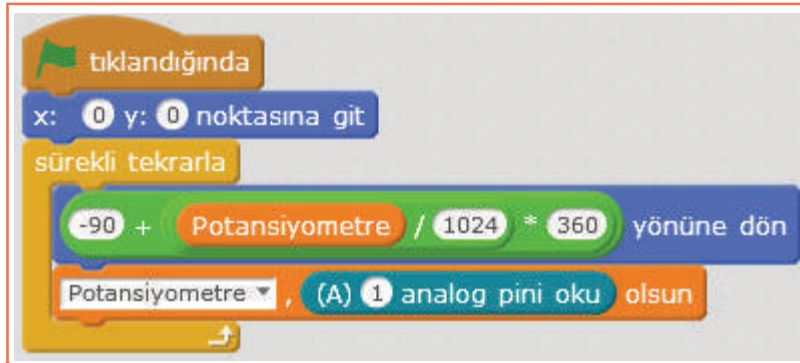 tıklandığında
x: 0 y: 0 noktasına git
sürekli tekrarla
-90 + Potansiyometre / 1024 * 360 yönüne dön
Potansiyometre , (A) 1 analog pini oku olsun